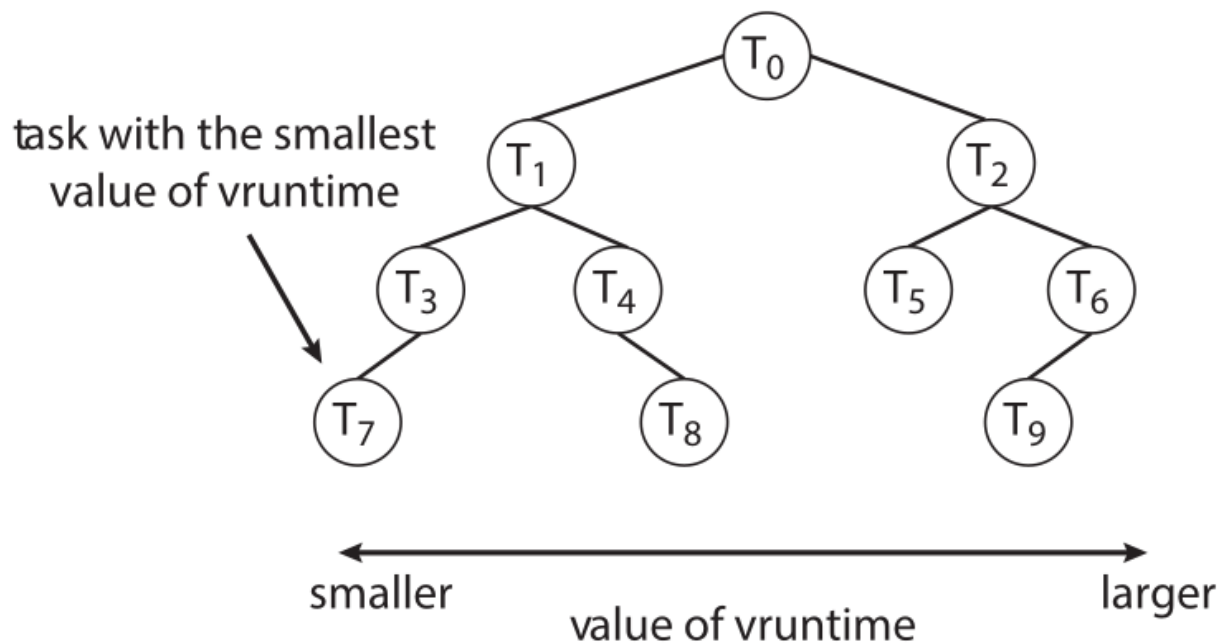 T0
task with the smallest
value of vruntime
T1
T2
T3
T4
T5
T6
T7
T8
T9
smaller
larger
value of vruntime